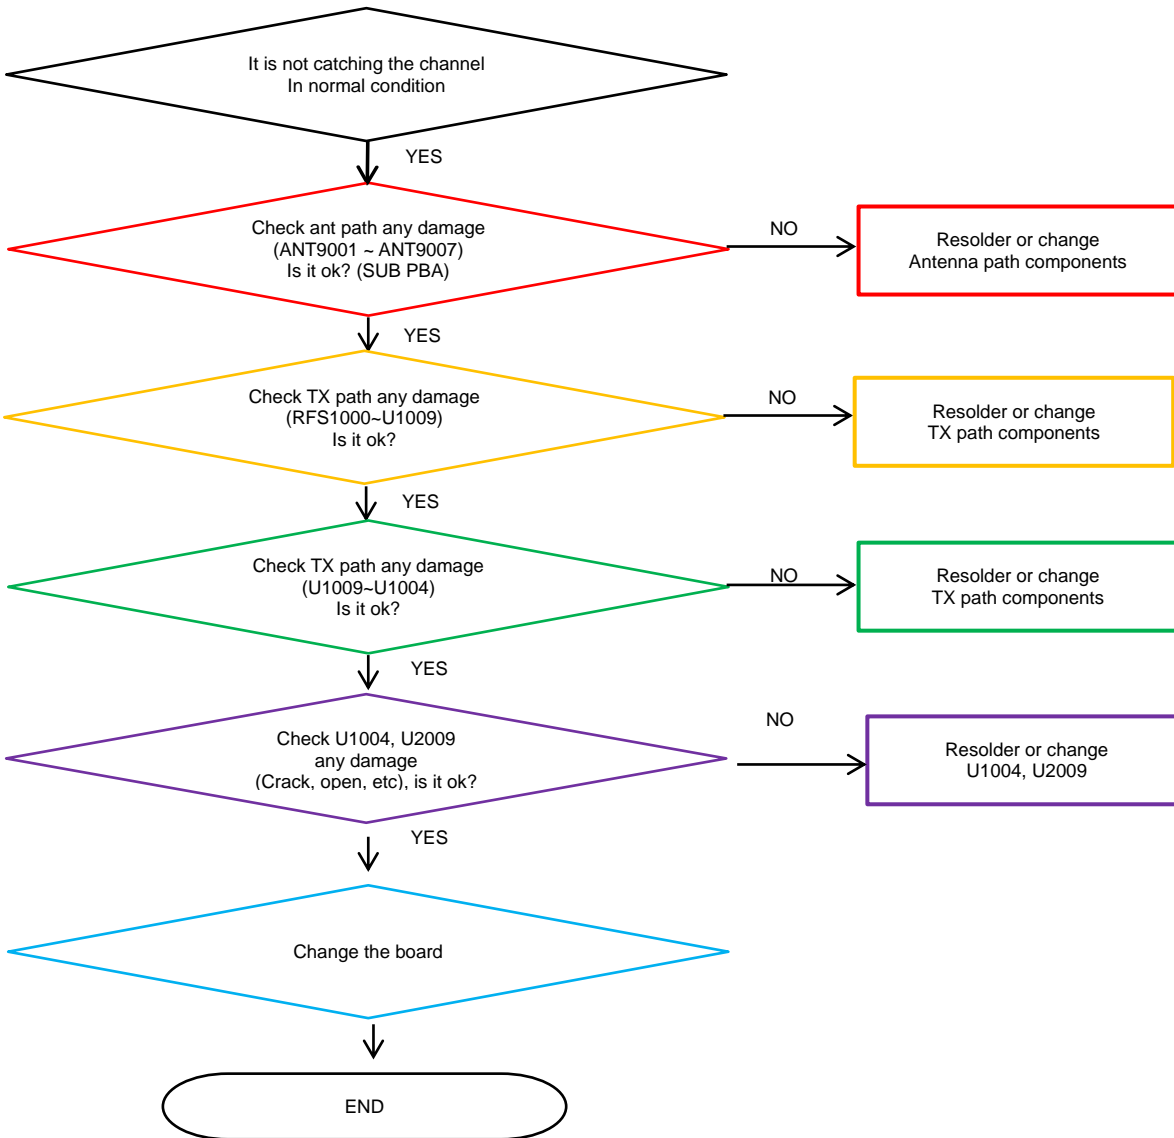 It is not catching the channel
In normal condition
YES
Check ant path any damage
(ANT9001 ~ ANT9007)
Is it ok? (SUB PBA)
NO
Resolder or change
Antenna path components
YES
Check TX path any damage
(RFS1000~U1009)
Is it ok?
NO
Resolder or change
TX path components
YES
Check TX path any damage
(U1009~U1004)
Is it ok?
NO
Resolder or change
TX path components
YES
Check U1004, U2009
any damage
(Crack, open, etc), is it ok?
NO
Resolder or change
U1004, U2009
YES
Change the board
END